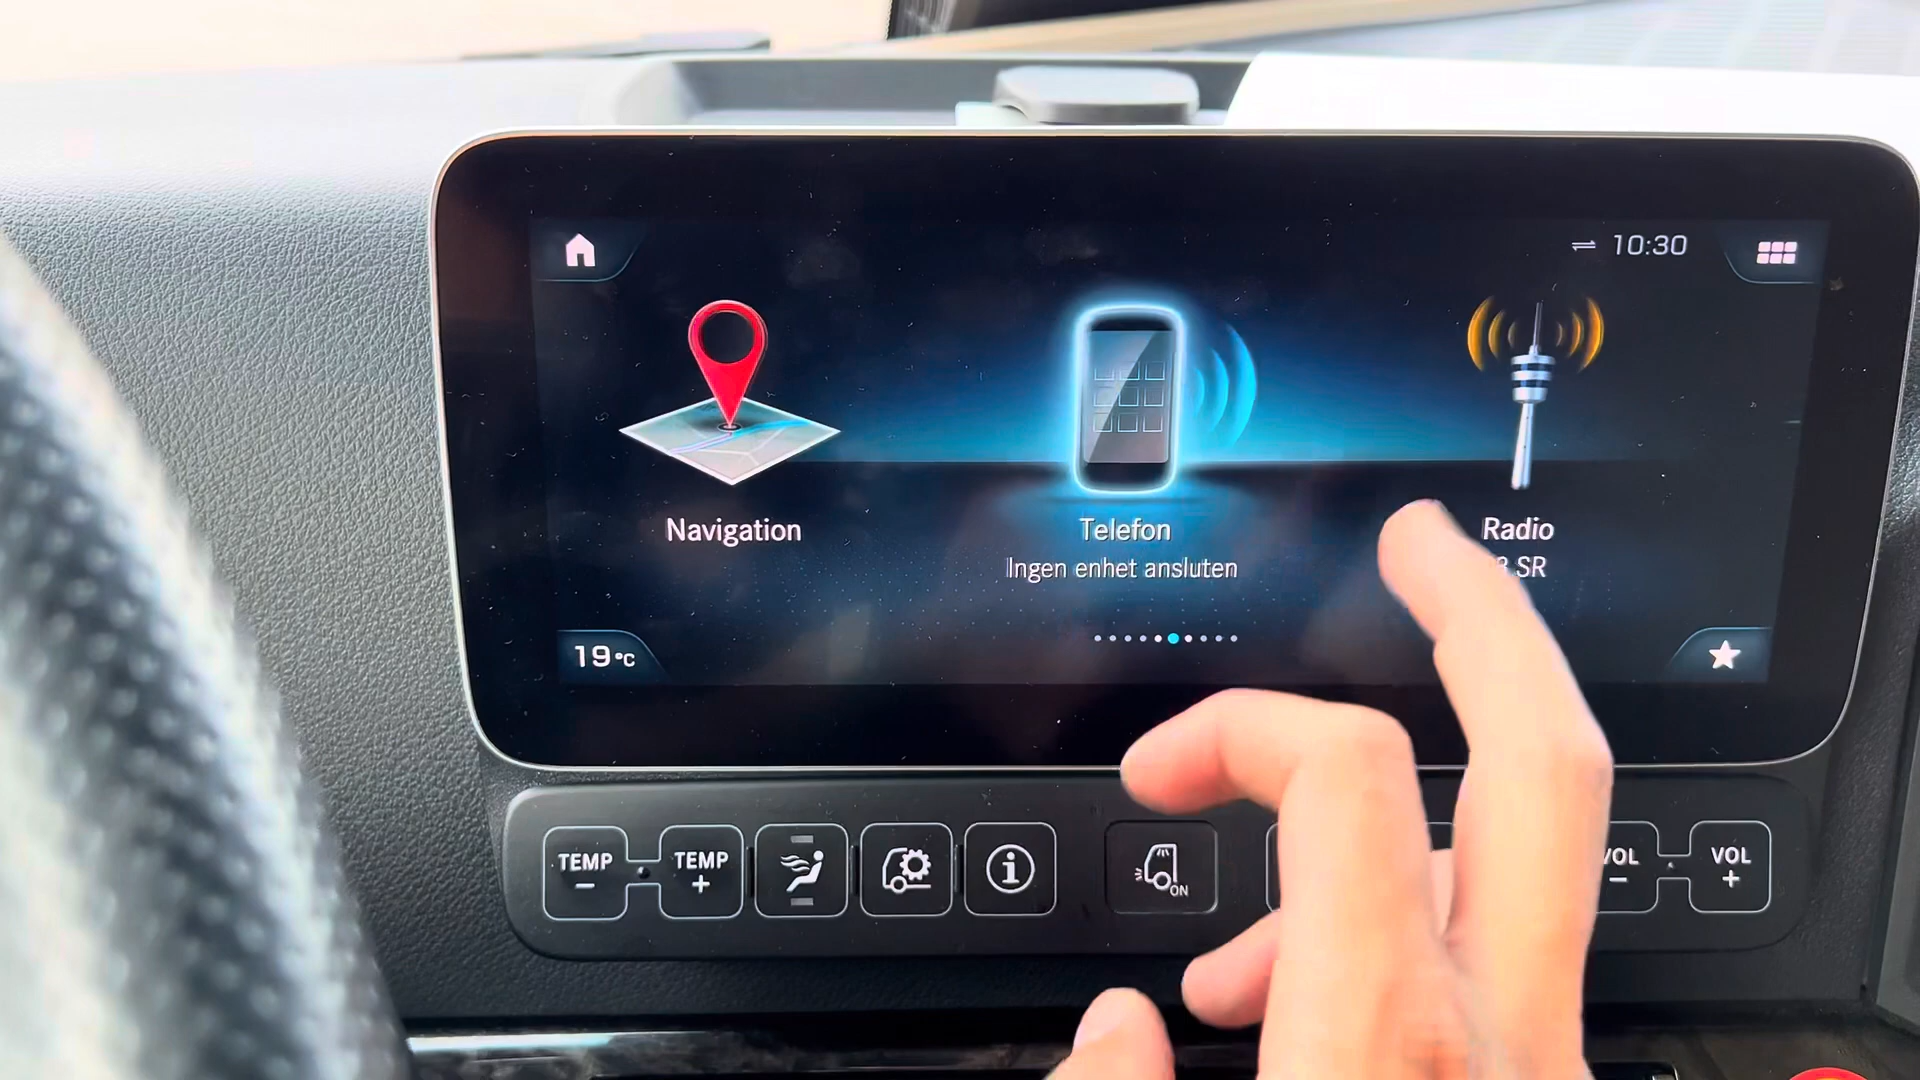 10:30
Navigation
Telefon
Radio
Ingen enhet ansluten
SR
19°C
TEMP
−
TEMP
+
ON
VOL
−
VOL
+